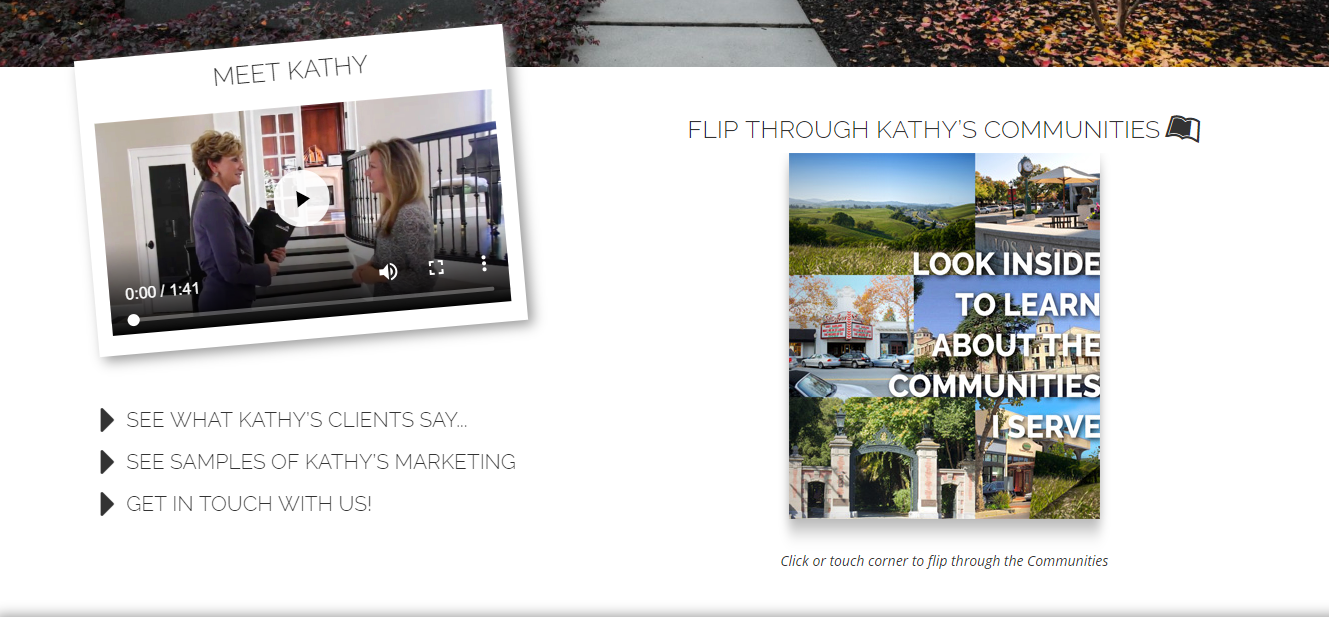 MEET KATHY
0:00 / 1:41
SEE WHAT KATHY'S CLIENTS SAY...
SEE SAMPLES OF KATHY'S MARKETING
GET IN TOUCH WITH US!
FLIP THROUGH KATHY'S COMMUNITIES
LOS ALT
LOOK INSIDE
TO LEARN
ABOUT THE
COMMUNITIES
I SERVE
Click or touch corner to flip through the Communities